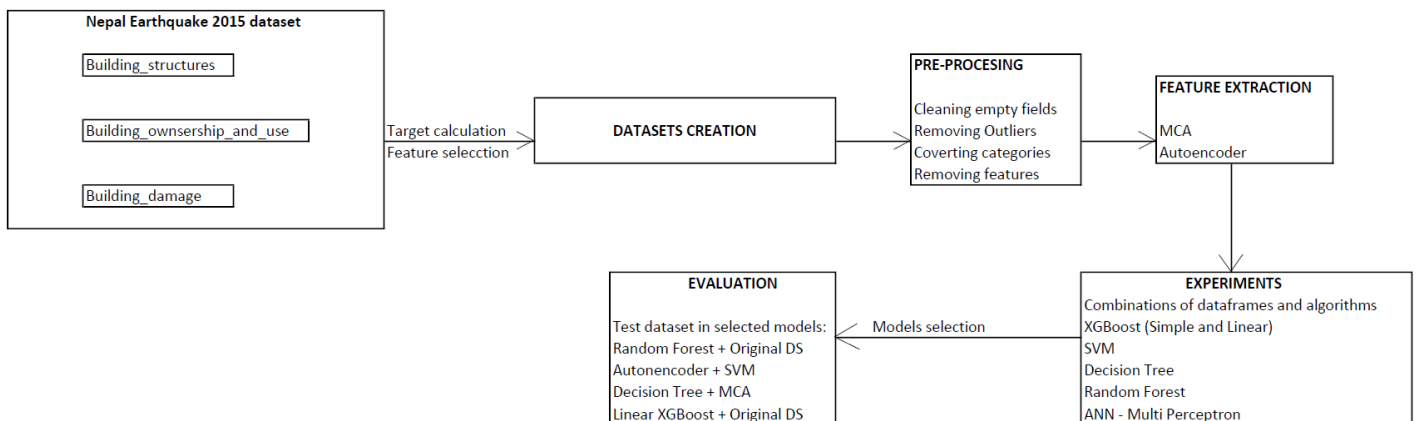 Nepal Earthquake 2015 dataset
Building_structures
Building_ownsership_and_use
Building_damage
Target calculation
Feature selecction
DATASETS CREATION
PRE-PROCESING
Cleaning empty fields
Removing Outliers
Coverting categories
Removing features
FEATURE EXTRACTION
MCA
Autoencoder
EXPERIMENTS
Combinations of dataframes and algorithms
XGBoost (Simple and Linear)
SVM
Decision Tree
Random Forest
ANN - Multi Perceptron
Models selection
EVALUATION
Test dataset in selected models:
Random Forest + Original DS
Autonencoder + SVM
Decision Tree + MCA
Linear XGBoost + Original DS